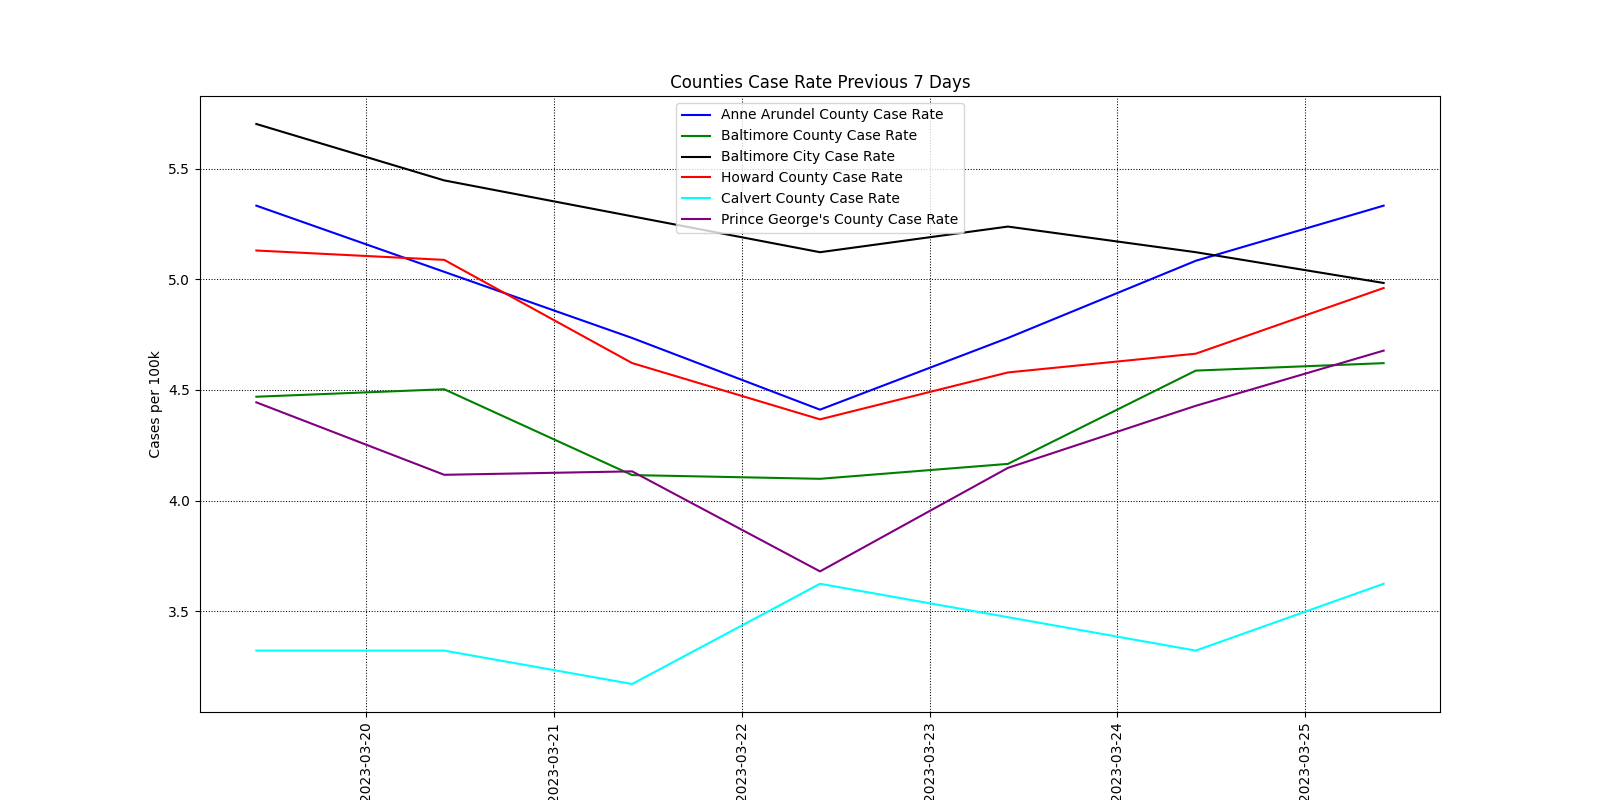 Counties Case Rate Previous 7 Days
Anne Arundel County Case Rate
Baltimore County Case Rate
Baltimore City Case Rate
Howard County Case Rate
Calvert County Case Rate
Prince George's County Case Rate
Cases per 100k
5.5
5.0
4.5
4.0
3.5
2023-03-20
2023-03-21
2023-03-22
2023-03-23
2023-03-24
2023-03-25